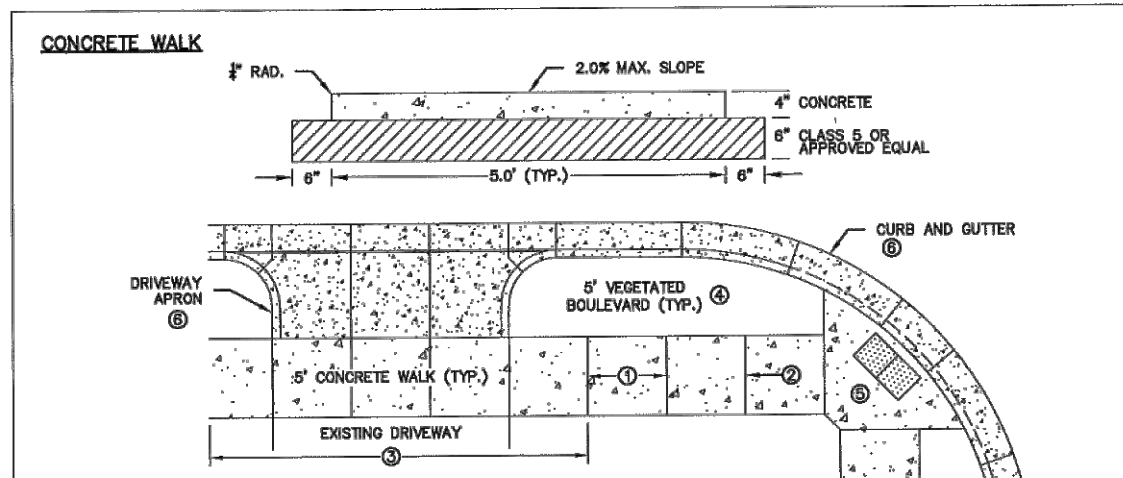 CONCRETE WALK
¼" RAD.
2.0% MAX. SLOPE
4" CONCRETE
6" CLASS 5 OR
APPROVED EQUAL
6"
5.0' (TYP.)
6"
CURB AND GUTTER
⑥
DRIVEWAY
APRON
⑥
5' VEGETATED
BOULEVARD (TYP.) ④
5' CONCRETE WALK (TYP.)
①
②
⑤
EXISTING DRIVEWAY
③